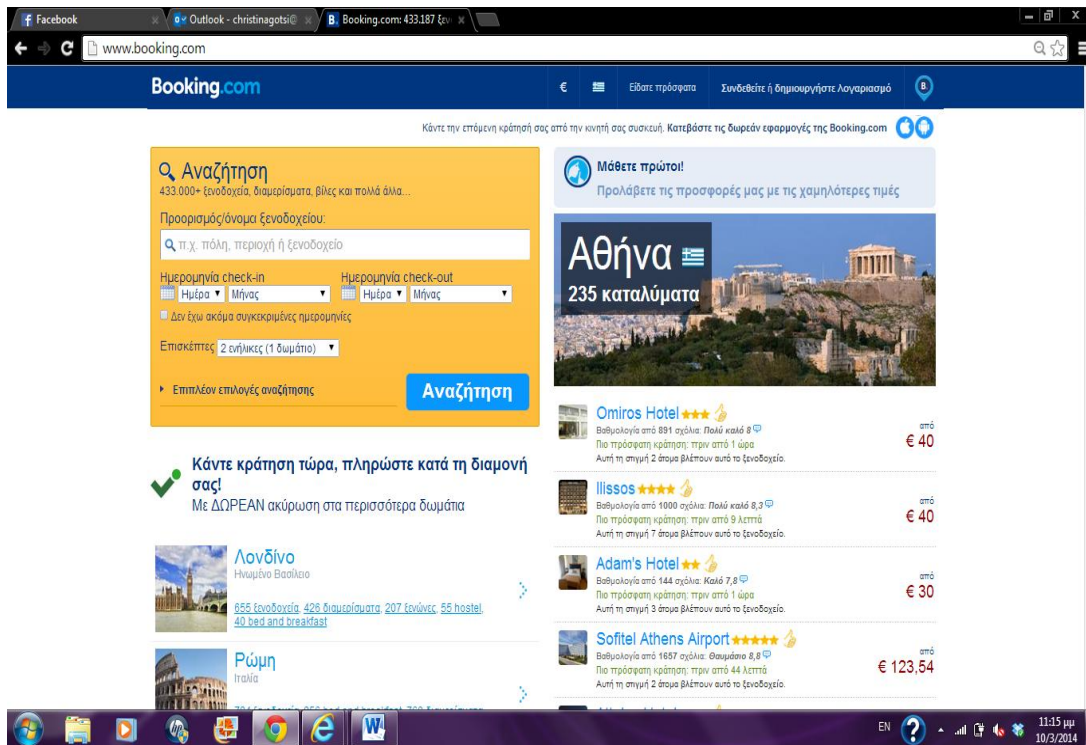 Facebook
Outlook - christinagotsi@
Booking.com: 433.187 ξεν
www.booking.com
Booking.com
€
Είδατε πρόσφατα
Συνδεθείτε ή δημιουργήστε λογαριασμό
B.
Κάντε την επόμενη κράτησή σας από την κινητή σας συσκευή. Κατεβάστε τις δωρεάν εφαρμογές της Booking.com
Αναζήτηση
433.000+ ξενοδοχεία, διαμερίσματα, βίλες και πολλά άλλα...
Προορισμός/όνομα ξενοδοχείου:
π.χ. πόλη, περιοχή ή ξενοδοχείο
Ημερομηνία check-in
Ημερομηνία check-out
Ημέρα Μήνας
Ημέρα Μήνας
Δεν έχω ακόμα συγκεκριμένες ημερομηνίες
Επισκέπτες 2 ενήλικες (1 δωμάτιο)
Επιπλέον επιλογές αναζήτησης
Αναζήτηση
Κάντε κράτηση τώρα, πληρώστε κατά τη διαμονή
σας!
Με ΔΩΡΕΑΝ ακύρωση στα περισσότερα δωμάτια
Λονδίνο
Ηνωμένο Βασίλειο
655 ξενοδοχεία, 426 διαμερίσματα, 207 ξενώνες, 55 hostel,
40 bed and breakfast
Ρώμη
Ιταλία
Μάθετε πρώτοι!
Προλάβετε τις προσφορές μας με τις χαμηλότερες τιμές
Αθήνα
235 καταλύματα
Omiros Hotel
Βαθμολογία από 891 σχόλια: Πολύ καλό 8
Πιο πρόσφατη κράτηση: πριν από 1 ώρα
Αυτή τη στιγμή 2 άτομα βλέπουν αυτό το ξενοδοχείο.
από
€ 40
Ilissos
Βαθμολογία από 1000 σχόλια: Πολύ καλό 8,3
Πιο πρόσφατη κράτηση: πριν από 9 λεπτά
Αυτή τη στιγμή 7 άτομα βλέπουν αυτό το ξενοδοχείο.
από
€ 40
Adam's Hotel
Βαθμολογία από 144 σχόλια: Καλό 7,8
Πιο πρόσφατη κράτηση: πριν από 1 ώρα
Αυτή τη στιγμή 3 άτομα βλέπουν αυτό το ξενοδοχείο.
από
€ 30
Sofitel Athens Airport
Βαθμολογία από 1657 σχόλια: Θαυμάσιο 8,8
Πιο πρόσφατη κράτηση: πριν από 44 λεπτά
Αυτή τη στιγμή 2 άτομα βλέπουν αυτό το ξενοδοχείο.
από
€ 123,54
EN
11:15 μμ
10/3/2014